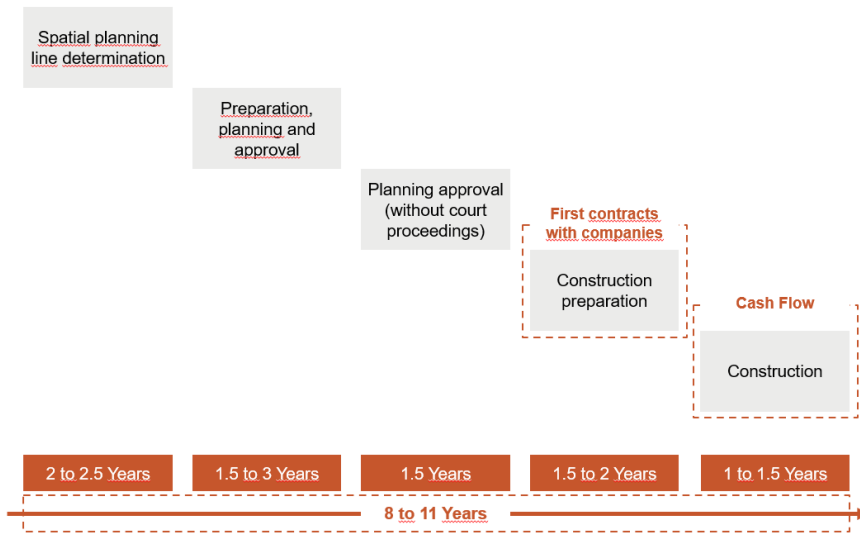 Spatial planning
line determination
Preparation,
planning and
approval
Planning approval
(without court
proceedings)
First contracts
with companies
Construction
preparation
Cash Flow
Construction
2 to 2.5 Years
1.5 to 3 Years
1.5 Years
1.5 to 2 Years
1 to 1.5 Years
8 to 11 Years